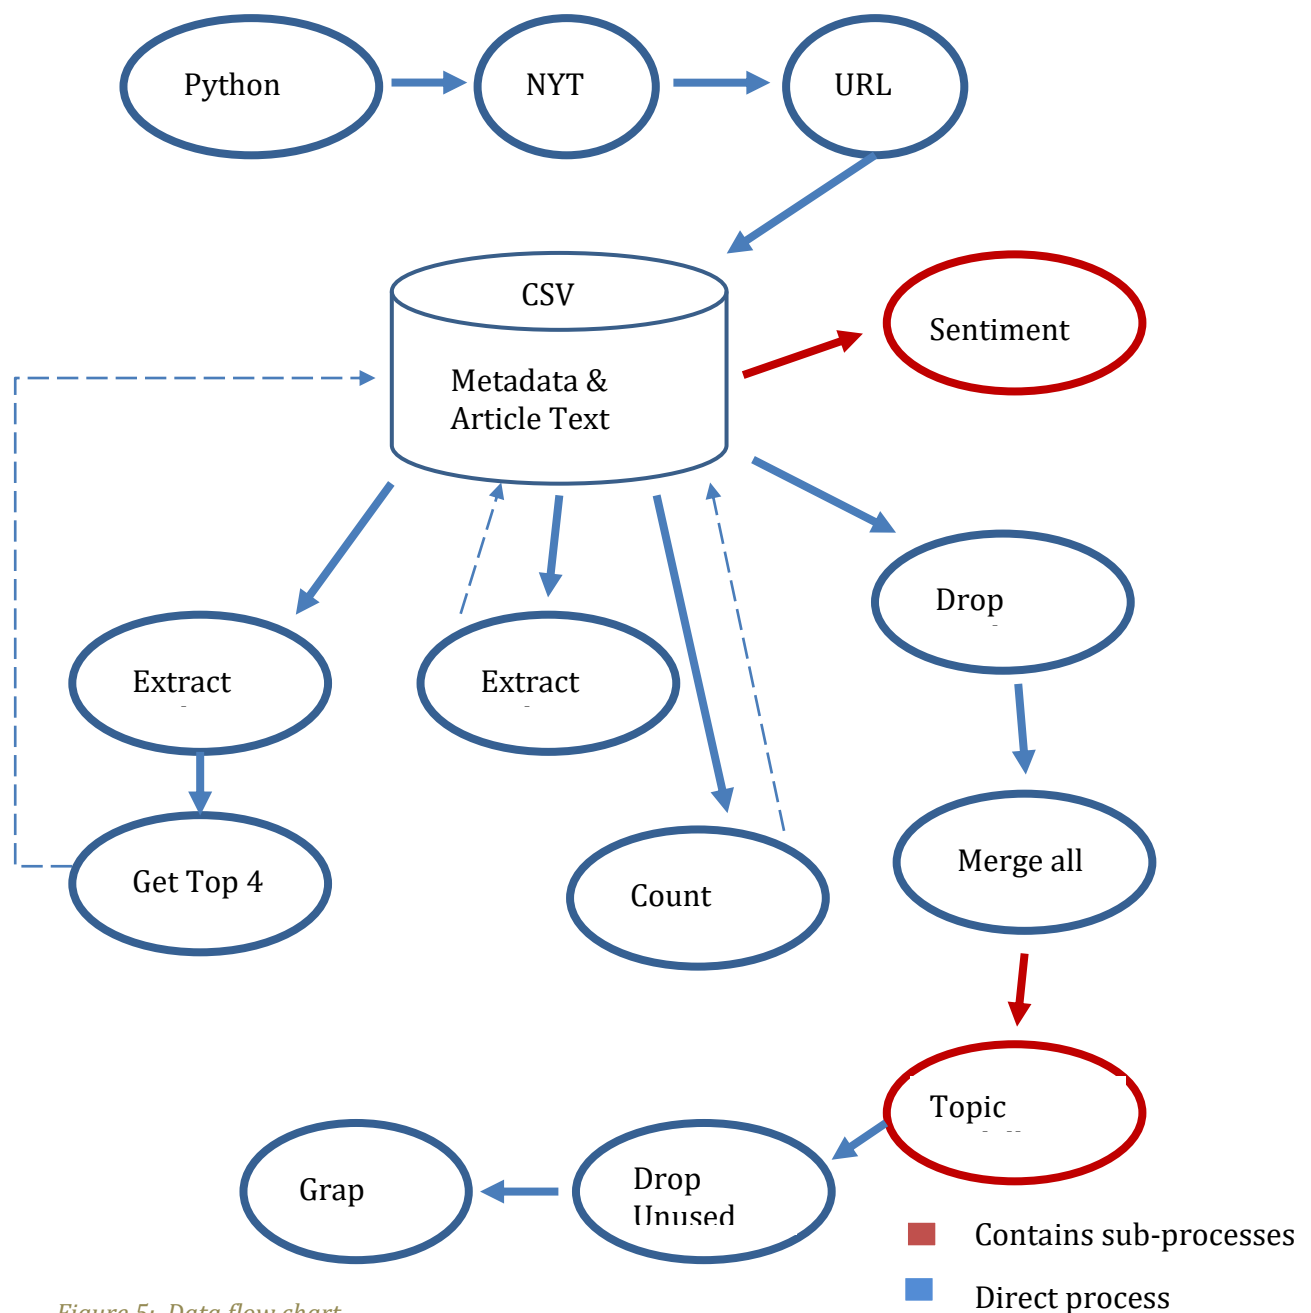 Python
NYT
URL
CSV
Sentiment
Metadata &
Article Text
Drop
Extract
Extract
Merge all
Get Top 4
Count
Topic
Grap
Drop
Unused
Contains sub-processes
Direct process
Figure 5: Data flow chart